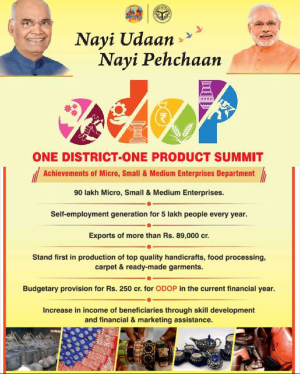 Nayi Udaan
Nayi Pehchaan
odop
ONE DISTRICT-ONE PRODUCT SUMMIT
Achievements of Micro, Small & Medium Enterprises Department
90 lakh Micro, Small & Medium Enterprises.
Self-employment generation for 5 lakh people every year.
Exports of more than Rs. 89,000 cr.
Stand first in production of top quality handicrafts, food processing,
carpet & ready-made garments.
Budgetary provision for Rs. 250 cr. for ODOP in the current financial year.
Increase in income of beneficiaries through skill development
and financial & marketing assistance.